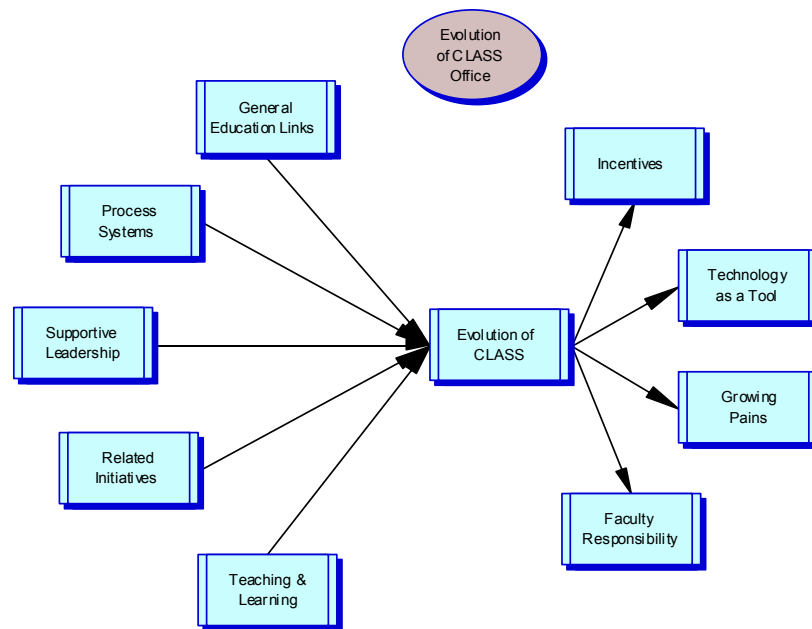 Evolution
of CLASS
Office
General
Education Links
Process
Systems
Supportive
Leadership
Related
Initiatives
Teaching &
Learning
Evolution of
CLASS
Incentives
Technology
as a Tool
Growing
Pains
Faculty
Responsibility